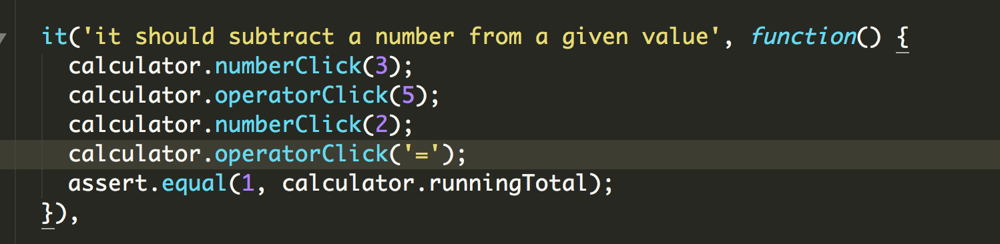 it('it should subtract a number from a given value', function() {
calculator.numberClick(3);
calculator.operatorClick(5);
calculator.numberClick(2);
calculator.operatorClick('=');
assert.equal(1, calculator.runningTotal);
}),